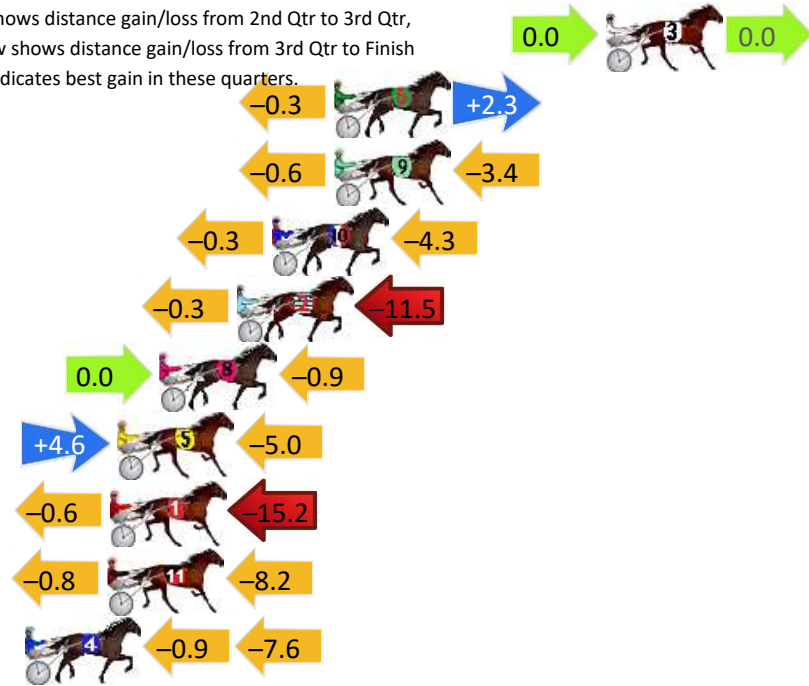 hows distance gain/loss from 2nd Qtr to 3rd Qtr,
w shows distance gain/loss from 3rd Qtr to Finish
dicates best gain in these quarters.
0.0 3 0.0
–0.3 6 +2.3
–0.6 9 –3.4
–0.3 10 –4.3
–0.3 2 –11.5
0.0 8 –0.9
+4.6 5 –5.0
–0.6 1 –15.2
–0.8 11 –8.2
4 –0.9 –7.6